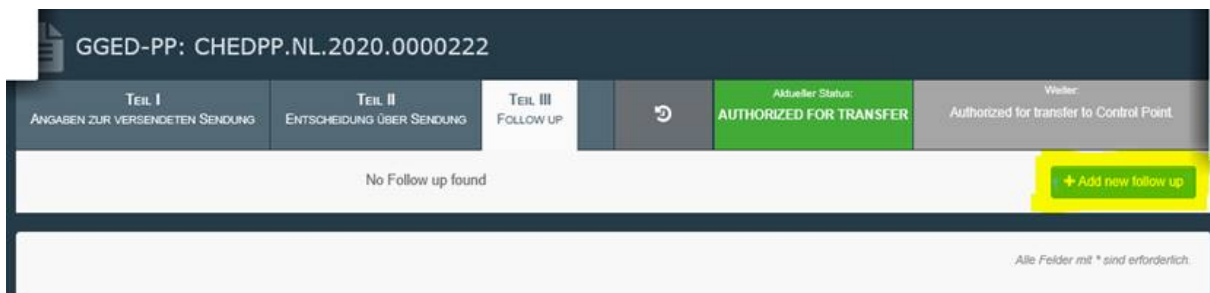 GGED-PP: CHEDPP.NL.2020.0000222
TEIL I
ANGABEN ZUR VERSENDETEN SENDUNG
TEIL II
ENTSCHEIDUNG ÜBER SENDUNG
TEIL III
FOLLOW UP
Aktueller Status:
AUTHORIZED FOR TRANSFER
Weiter:
Authorized for transfer to Control Point.
No Follow up found
+ Add new follow up
Alle Felder mit * sind erforderlich.